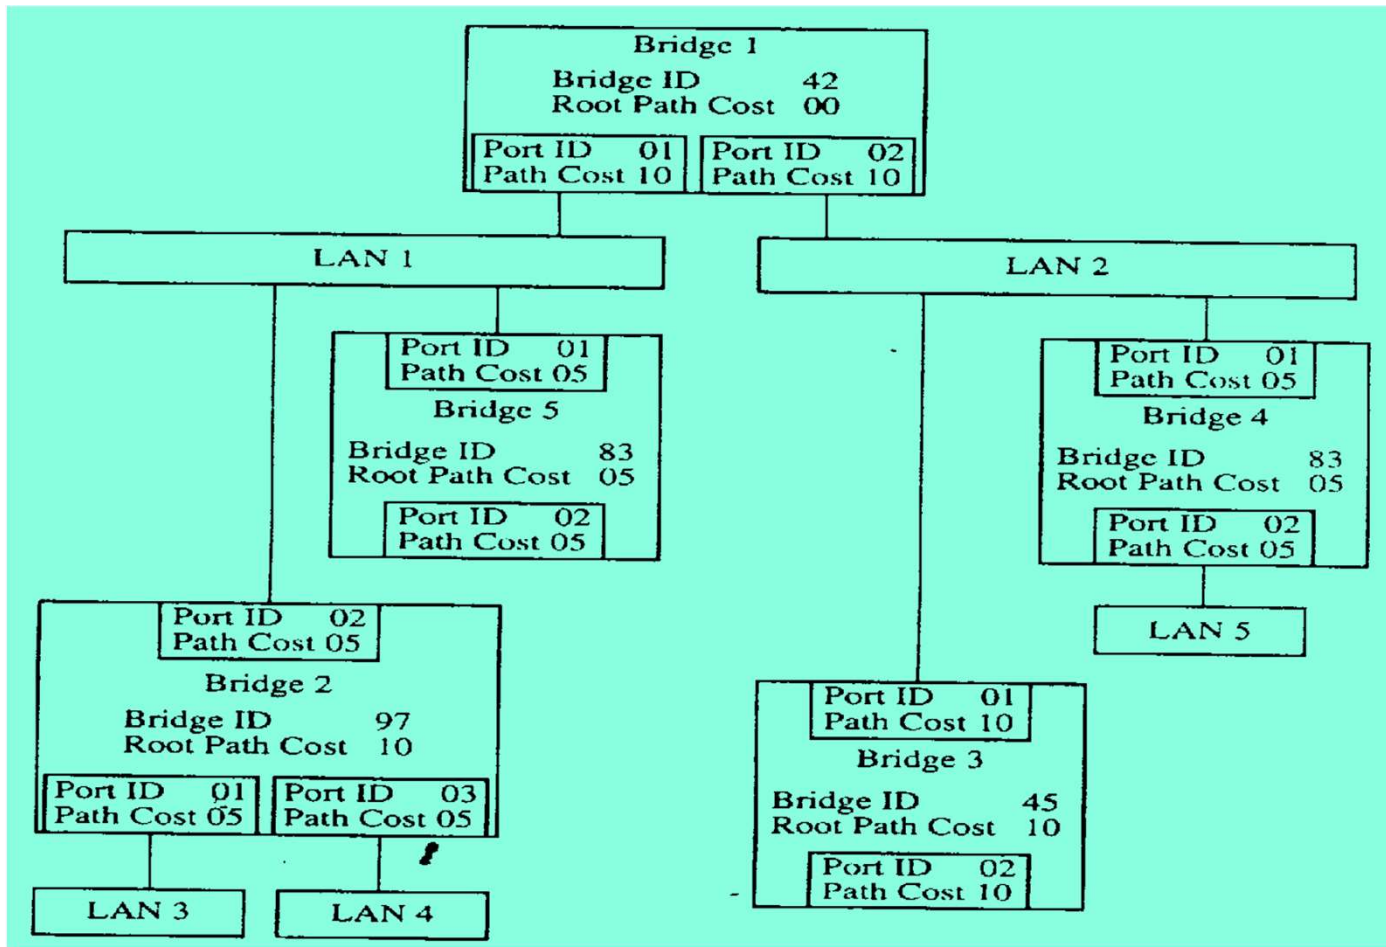 Bridge 1
Bridge ID 42
Root Path Cost 00
Port ID 01
Path Cost 10
Port ID 02
Path Cost 10
LAN 1
LAN 2
Port ID 01
Path Cost 05
Bridge 5
Bridge ID 83
Root Path Cost 05
Port ID 02
Path Cost 05
Port ID 01
Path Cost 05
Bridge 4
Bridge ID 83
Root Path Cost 05
Port ID 02
Path Cost 05
LAN 5
Port ID 02
Path Cost 05
Bridge 2
Bridge ID 97
Root Path Cost 10
Port ID 01
Path Cost 05
Port ID 03
Path Cost 05
LAN 3
LAN 4
Port ID 01
Path Cost 10
Bridge 3
Bridge ID 45
Root Path Cost 10
Port ID 02
Path Cost 10